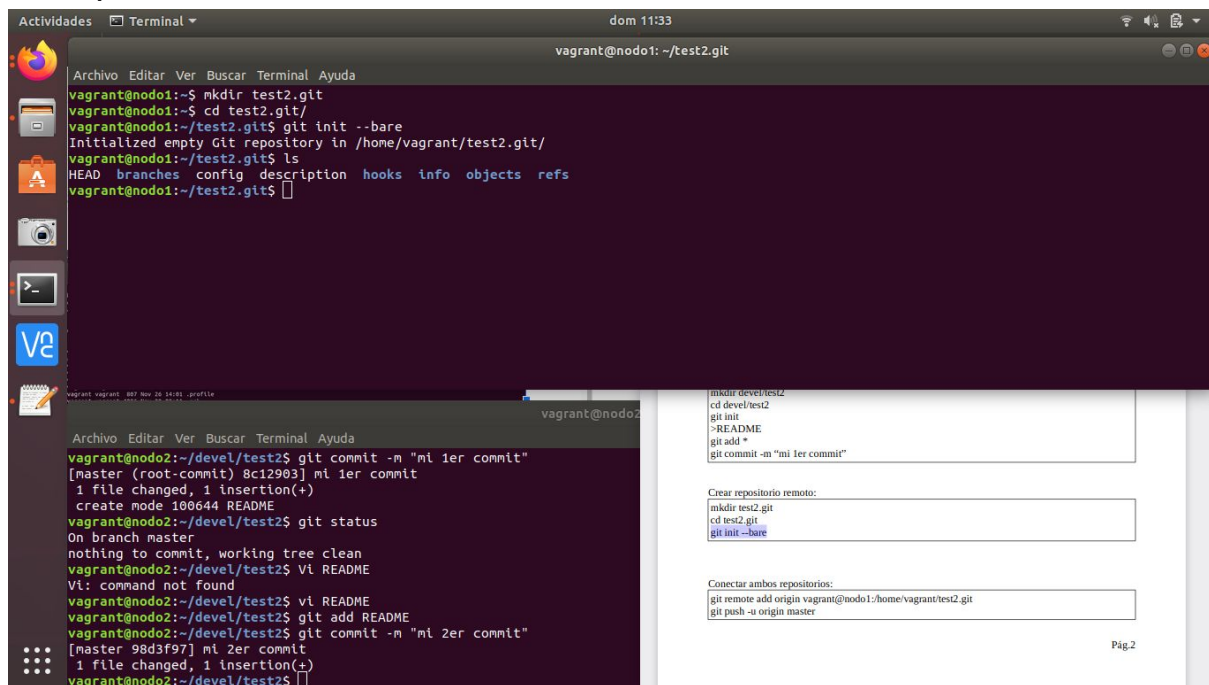 Actividades Terminal dom 11:33
vagrant@nodo1: ~/test2.git
Archivo Editar Ver Buscar Terminal Ayuda
vagrant@nodo1:~$ mkdir test2.git
vagrant@nodo1:~$ cd test2.git/
vagrant@nodo1:~/test2.git$ git init --bare
Initialized empty Git repository in /home/vagrant/test2.git/
vagrant@nodo1:~/test2.git$ ls
HEAD branches config description hooks info objects refs
vagrant@nodo1:~/test2.git$
vagrant vagrant 807 Nov 26 14:01 .profile
vagrant@nodo2
Archivo Editar Ver Buscar Terminal Ayuda
vagrant@nodo2:~/devel/test2$ git commit -m "mi 1er commit"
[master (root-commit) 8c12903] mi 1er commit
1 file changed, 1 insertion(+)
create mode 100644 README
vagrant@nodo2:~/devel/test2$ git status
On branch master
nothing to commit, working tree clean
vagrant@nodo2:~/devel/test2$ Vi README
Vi: command not found
vagrant@nodo2:~/devel/test2$ vi README
vagrant@nodo2:~/devel/test2$ git add README
vagrant@nodo2:~/devel/test2$ git commit -m "mi 2er commit"
[master 98d3f97] mi 2er commit
1 file changed, 1 insertion(+)
vagrant@nodo2:~/devel/test2$
mkdir devel/test2
cd devel/test2
git init
>README
git add *
git commit -m “mi 1er commit”
Crear repositorio remoto:
mkdir test2.git
cd test2.git
git init --bare
Conectar ambos repositorios:
git remote add origin vagrant@nodo1:/home/vagrant/test2.git
git push -u origin master
Pág.2